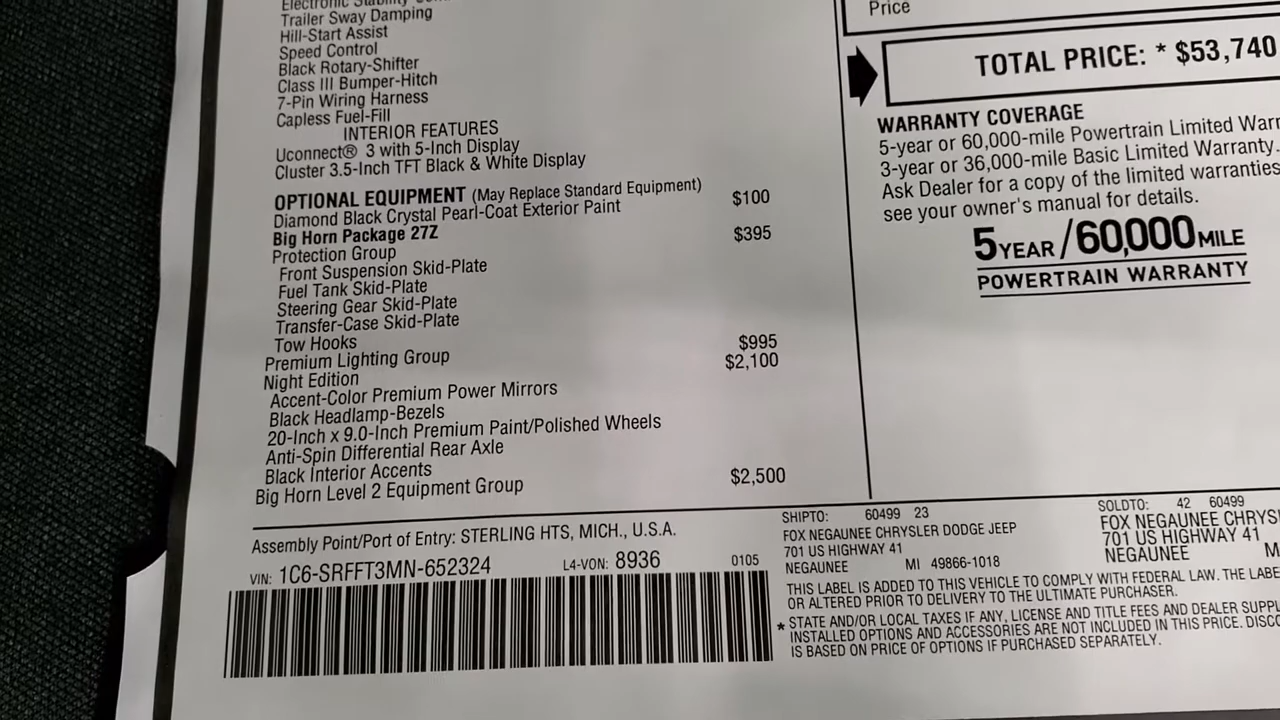 Electronic Stability
Trailer Sway Damping
Hill-Start Assist
Speed Control
Black Rotary-Shifter
Class III Bumper-Hitch
7-Pin Wiring Harness
Capless Fuel-Fill
INTERIOR FEATURES
Uconnect® 3 with 5-Inch Display
Cluster 3.5-Inch TFT Black & White Display
OPTIONAL EQUIPMENT (May Replace Standard Equipment)
Diamond Black Crystal Pearl-Coat Exterior Paint $100
Big Horn Package 27Z
Protection Group $395
Front Suspension Skid-Plate
Fuel Tank Skid-Plate
Steering Gear Skid-Plate
Transfer-Case Skid-Plate
Tow Hooks
Premium Lighting Group $995
Night Edition $2,100
Accent-Color Premium Power Mirrors
Black Headlamp-Bezels
20-Inch x 9.0-Inch Premium Paint/Polished Wheels
Anti-Spin Differential Rear Axle
Black Interior Accents
Big Horn Level 2 Equipment Group $2,500
Price
TOTAL PRICE: * $53,740
WARRANTY COVERAGE
5-year or 60,000-mile Powertrain Limited Warr
3-year or 36,000-mile Basic Limited Warranty.
Ask Dealer for a copy of the limited warranties
see your owner's manual for details.
5 YEAR / 60,000 MILE
POWERTRAIN WARRANTY
Assembly Point/Port of Entry: STERLING HTS, MICH., U.S.A.
VIN: 1C6-SRFFT3MN-652324 L4-VON: 8936 0105
SHIPTO: 60499 23
FOX NEGAUNEE CHRYSLER DODGE JEEP
701 US HIGHWAY 41
NEGAUNEE MI 49866-1018
SOLDTO: 42 60499
FOX NEGAUNEE CHRYS
701 US HIGHWAY 41
NEGAUNEE M
THIS LABEL IS ADDED TO THIS VEHICLE TO COMPLY WITH FEDERAL LAW. THE LABE
OR ALTERED PRIOR TO DELIVERY TO THE ULTIMATE PURCHASER.
* STATE AND/OR LOCAL TAXES IF ANY, LICENSE AND TITLE FEES AND DEALER SUPPL
INSTALLED OPTIONS AND ACCESSORIES ARE NOT INCLUDED IN THIS PRICE. DISCO
IS BASED ON PRICE OF OPTIONS IF PURCHASED SEPARATELY.